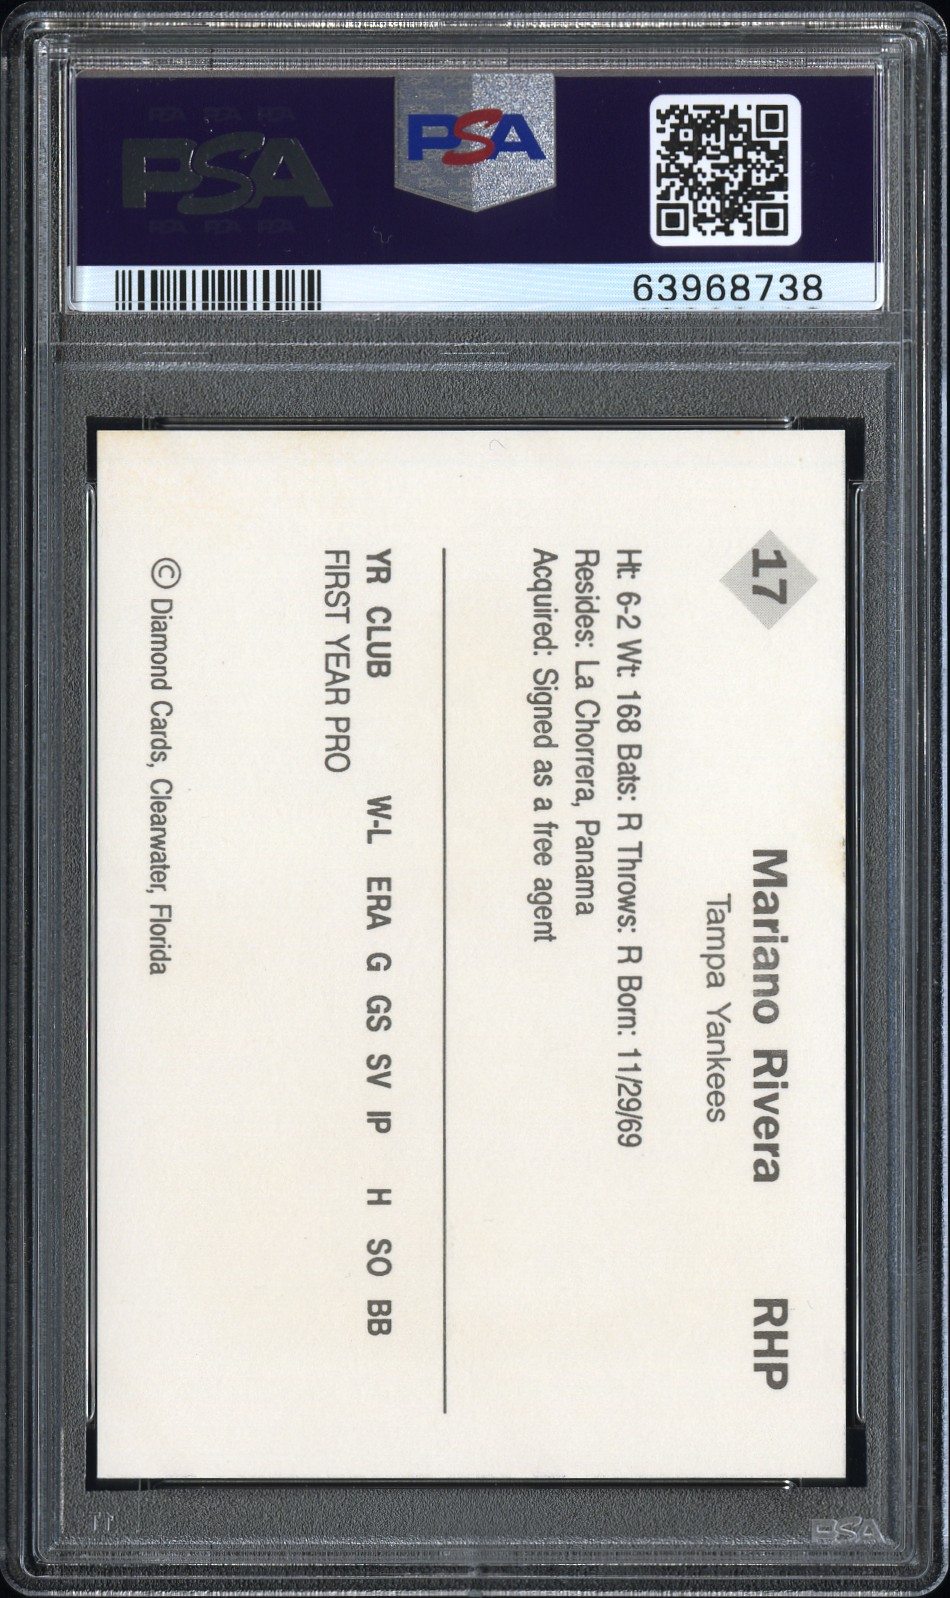 PSA
PSA
63968738
17
Mariano Rivera RHP
Tampa Yankees
Ht: 6-2 Wt: 168 Bats: R Throws: R Born: 11/29/69
Resides: La Chorrera, Panama
Acquired: Signed as a free agent
YR CLUB W-L ERA G GS SV IP H SO BB
FIRST YEAR PRO
© Diamond Cards, Clearwater, Florida
PSA